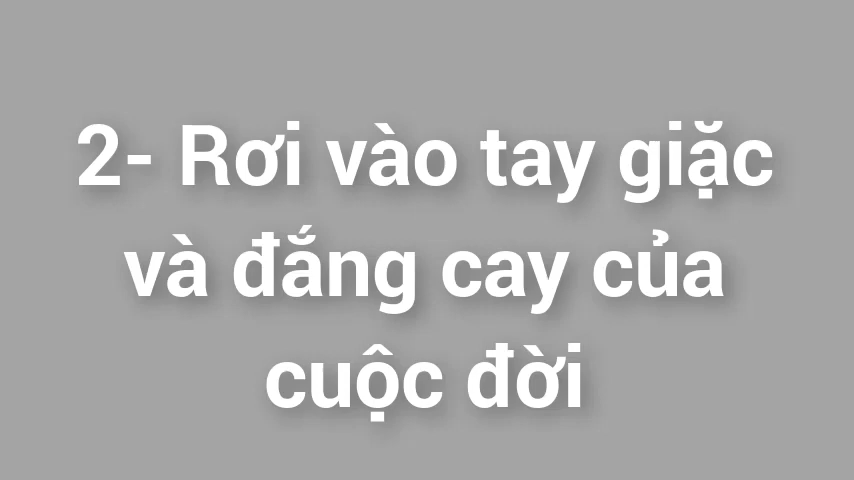 2- Rơi vào tay giặc
và đắng cay của
cuộc đời